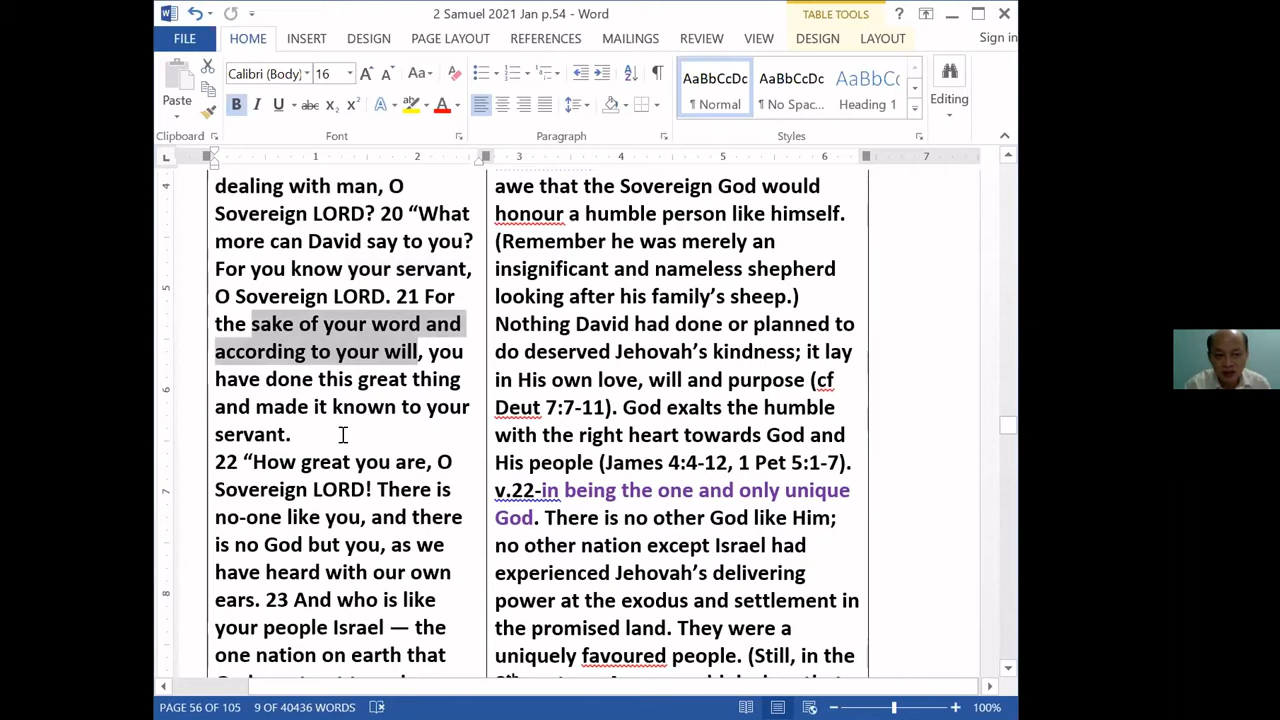 2 Samuel 2021 Jan p.54 - Word
TABLE TOOLS
FILE
HOME
INSERT
DESIGN
PAGE LAYOUT
REFERENCES
MAILINGS
REVIEW
VIEW
DESIGN
LAYOUT
Sign in
Paste
Calibri (Body)
16
Aa
AaBbCcDc
AaBbCcDc
AaBbCc
¶ Normal
¶ No Spac...
Heading 1
Editing
Clipboard
Font
Paragraph
Styles
1 2 3 4 5 6 7
dealing with man, O
Sovereign LORD? 20 “What
more can David say to you?
For you know your servant,
O Sovereign LORD. 21 For
the sake of your word and
according to your will, you
have done this great thing
and made it known to your
servant.
22 “How great you are, O
Sovereign LORD! There is
no-one like you, and there
is no God but you, as we
have heard with our own
ears. 23 And who is like
your people Israel — the
one nation on earth that
awe that the Sovereign God would
honour a humble person like himself.
(Remember he was merely an
insignificant and nameless shepherd
looking after his family’s sheep.)
Nothing David had done or planned to
do deserved Jehovah’s kindness; it lay
in His own love, will and purpose (cf
Deut 7:7-11). God exalts the humble
with the right heart towards God and
His people (James 4:4-12, 1 Pet 5:1-7).
v.22-in being the one and only unique
God. There is no other God like Him;
no other nation except Israel had
experienced Jehovah’s delivering
power at the exodus and settlement in
the promised land. They were a
uniquely favoured people. (Still, in the
PAGE 56 OF 105
9 OF 40436 WORDS
100%